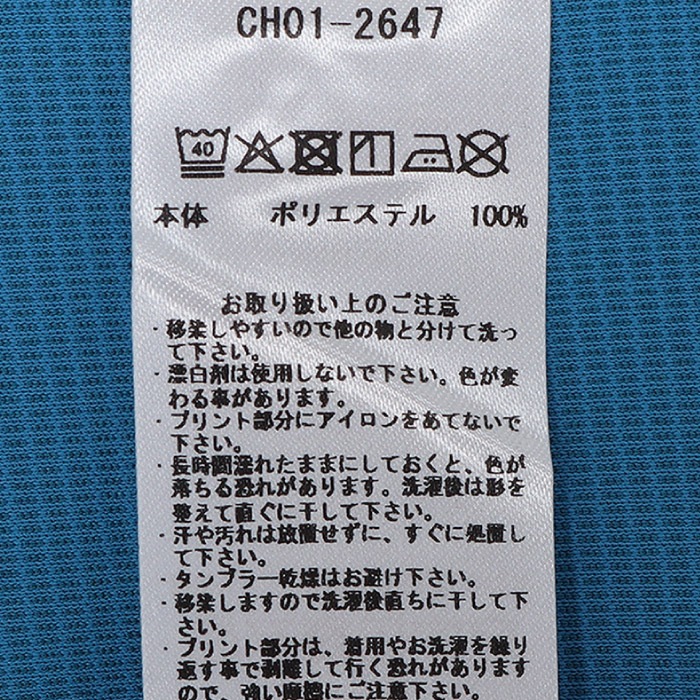 CH01-2647
40
本体 ポリエステル 100%
お取り扱い上のご注意
・移染しやすいので他の物と分けて洗っ
て下さい。
・漂白剤は使用しないで下さい。色が変
わる事があります。
・プリント部分にアイロンをあてないで
下さい。
・長時間濡れたままにしておくと、色が
落ちる恐れがあります。洗濯後は形を
整えて直ぐに干して下さい。
・汗や汚れは放置せずに、すぐに処置し
て下さい。
・タンブラー乾燥はお避け下さい。
・移染しますので洗濯後直ちに干して下
さい。
・プリント部分は、着用やお洗濯を繰り
返す事で剥離して行く恐れがあります
ので、強い摩擦にご注意下さい。